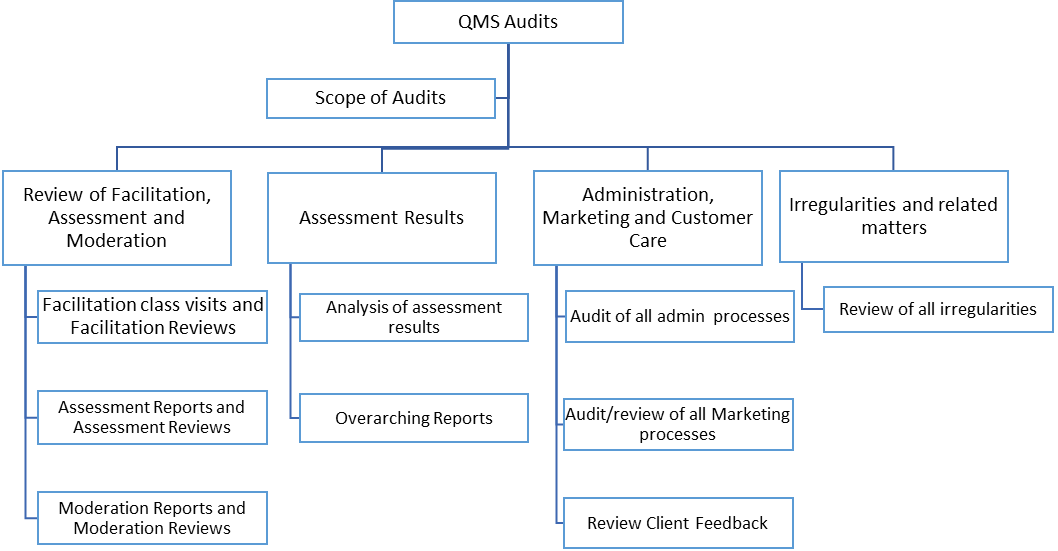 QMS Audits
Scope of Audits
Review of Facilitation,
Assessment and
Moderation
Facilitation class visits and
Facilitation Reviews
Assessment Reports and
Assessment Reviews
Moderation Reports and
Moderation Reviews
Assessment Results
Analysis of assessment
results
Overarching Reports
Administration,
Marketing and Customer
Care
Audit of all admin processes
Audit/review of all Marketing
processes
Review Client Feedback
Irregularities and related
matters
Review of all irregularities